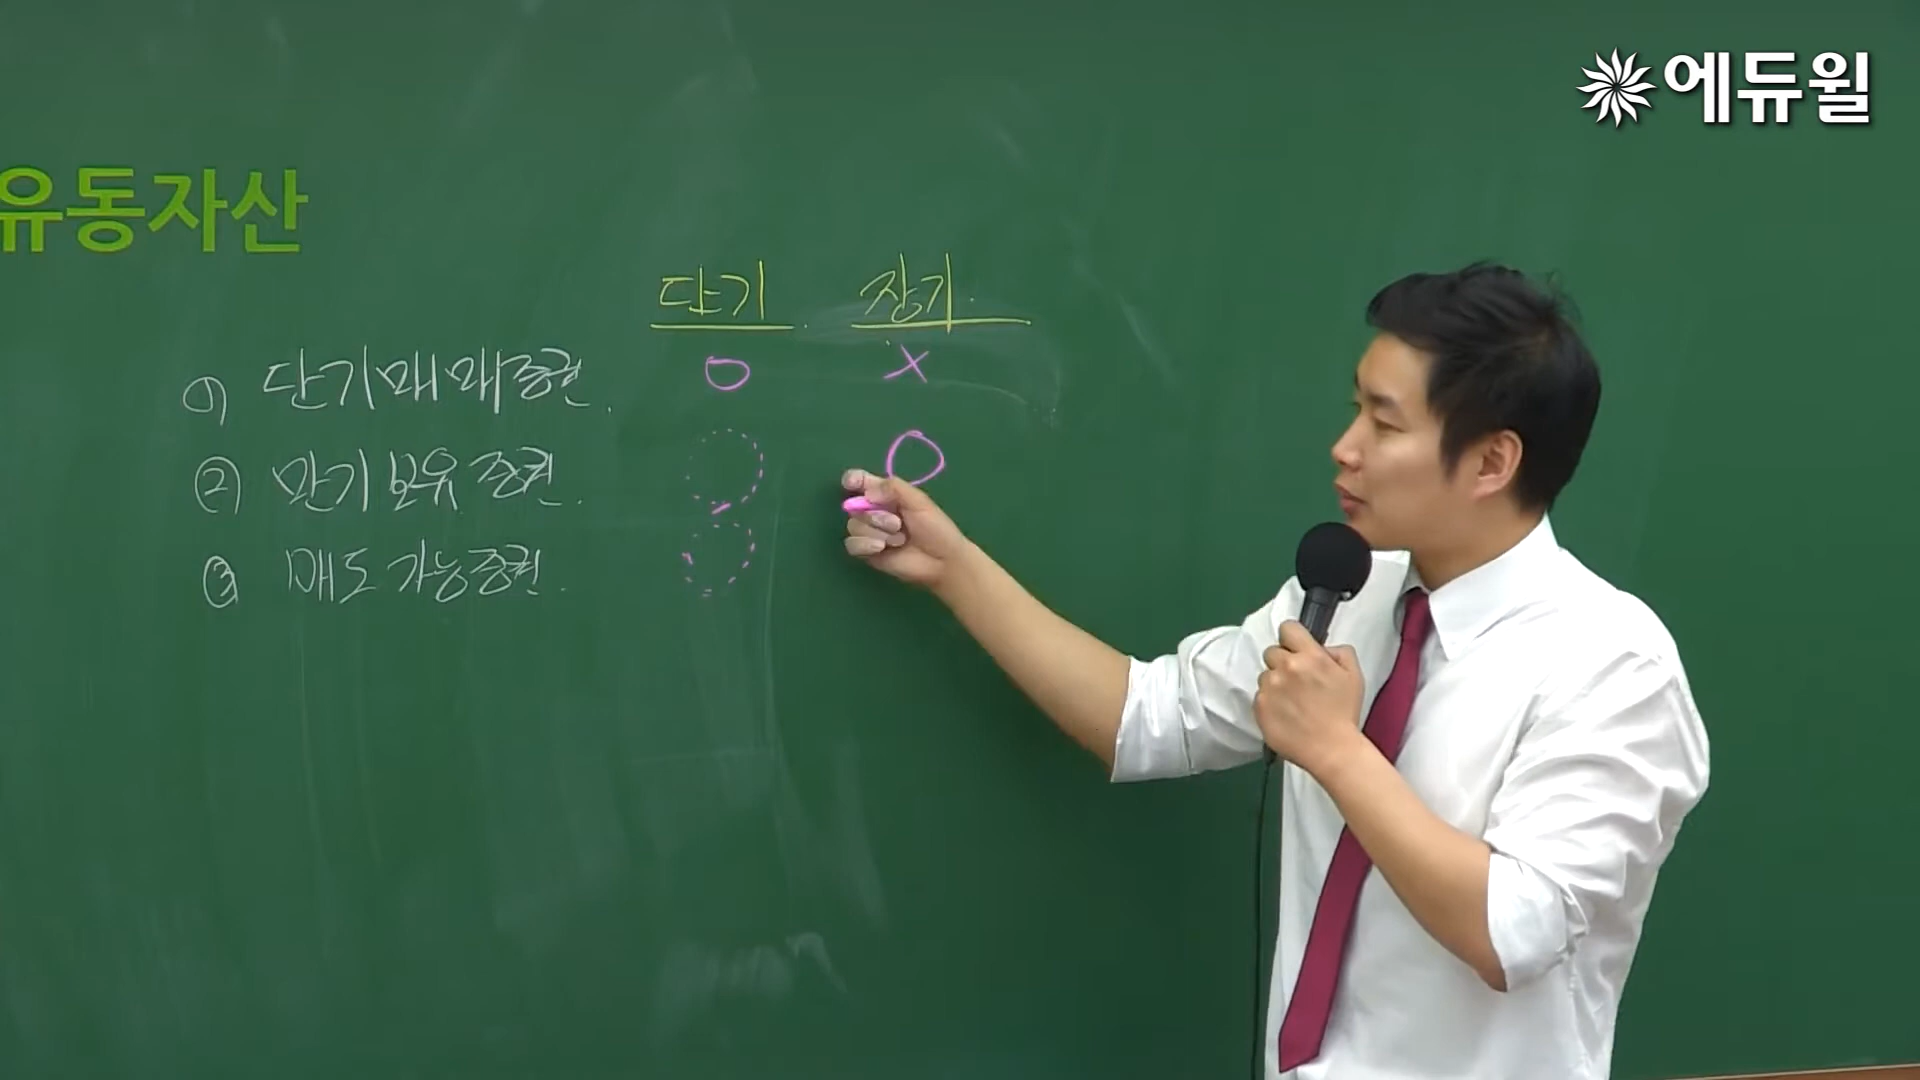 에듀윌
유동자산
단기 장기.
(1) 단기매매증권. O X
② 만기보유증권. O
③ 매도가능증권.